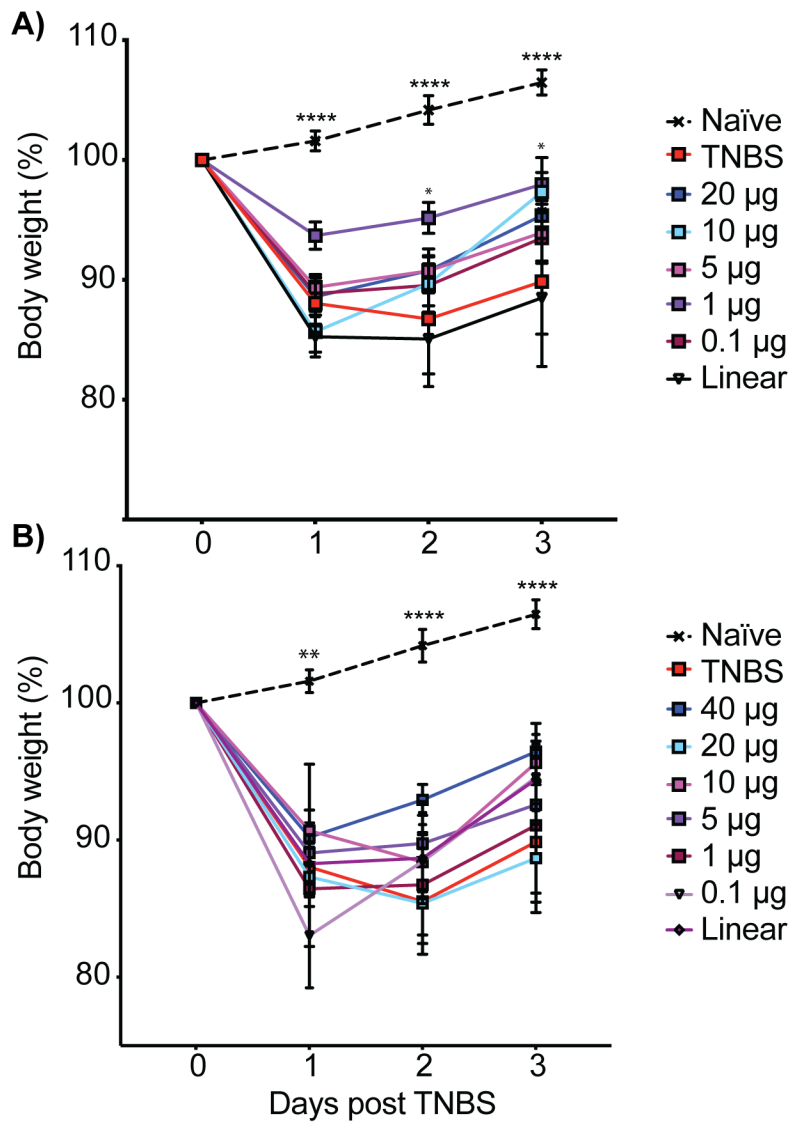 A)
110
100
90
80
Body weight (%)
0 1 2 3
**** **** ****
* *
Naïve
TNBS
20 µg
10 µg
5 µg
1 µg
0.1 µg
Linear
B)
110
100
90
80
Body weight (%)
0 1 2 3
Days post TNBS
** **** ****
Naïve
TNBS
40 µg
20 µg
10 µg
5 µg
1 µg
0.1 µg
Linear